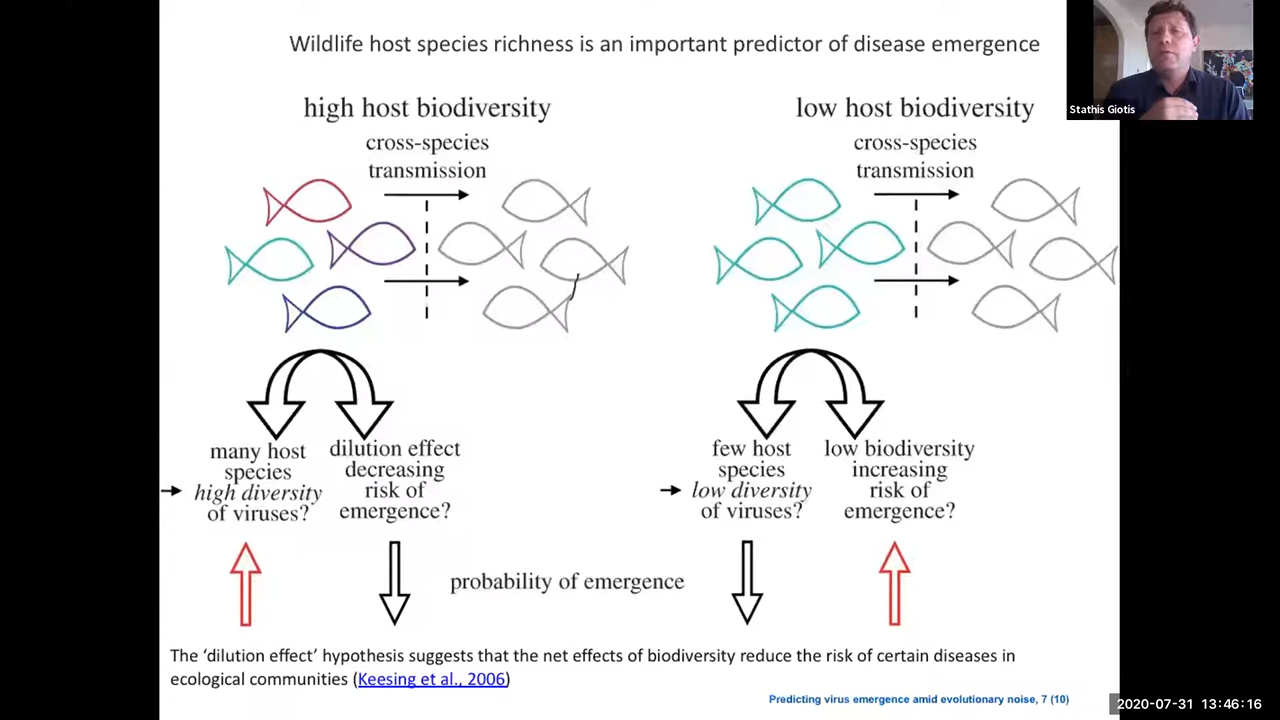 Wildlife host species richness is an important predictor of disease emergence
Stathis Giotis
high host biodiversity
cross-species
transmission
low host biodiversity
cross-species
transmission
many host
species
high diversity
of viruses?
dilution effect
decreasing
risk of
emergence?
few host
species
low diversity
of viruses?
low biodiversity
increasing
risk of
emergence?
probability of emergence
The ‘dilution effect’ hypothesis suggests that the net effects of biodiversity reduce the risk of certain diseases in
ecological communities (Keesing et al., 2006)
Predicting virus emergence amid evolutionary noise, 7 (10)
2020-07-31 13:46:16